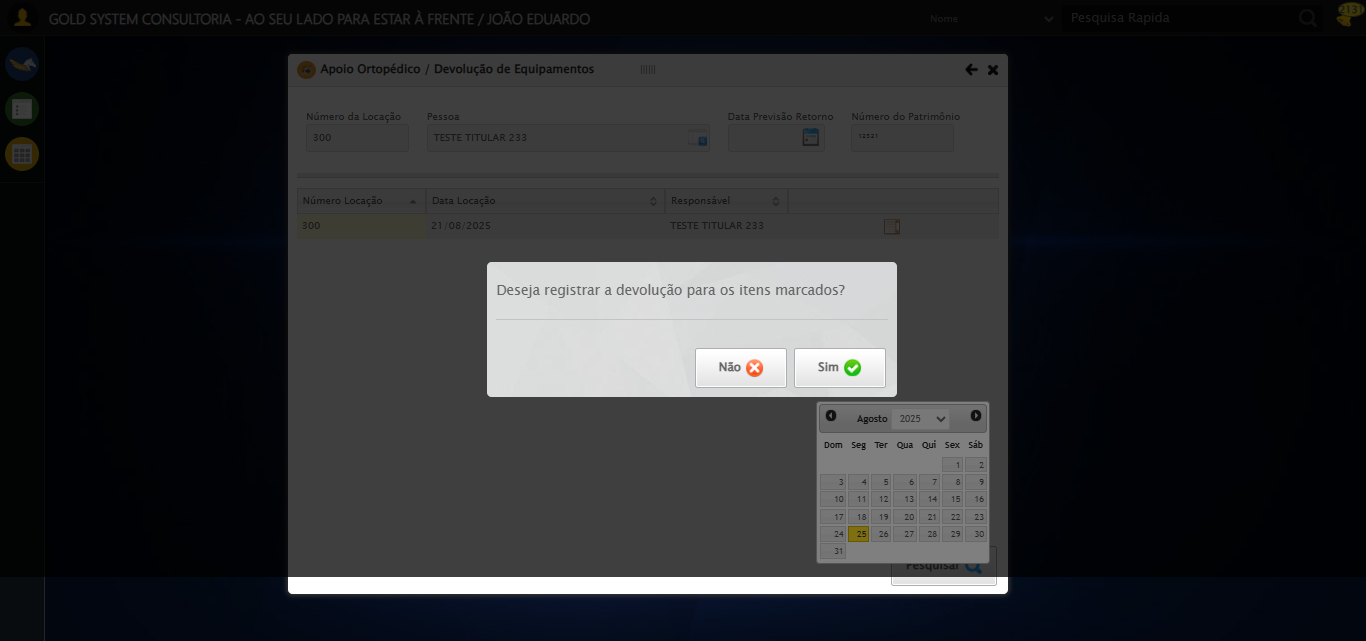 GOLD SYSTEM CONSULTORIA - AO SEU LADO PARA ESTAR À FRENTE / JOÃO EDUARDO
Nome
Pesquisa Rapida
213
Apoio Ortopédico / Devolução de Equipamentos
Número da Locação Pessoa Data Previsão Retorno Número do Patrimônio
300 TESTE TITULAR 233
Número Locação Data Locação Responsável
300 21/08/2025 TESTE TITULAR 233
Deseja registrar a devolução para os itens marcados?
Não Sim
Agosto 2025
Dom Seg Ter Qua Qui Sex Sáb
1 2
3 4 5 6 7 8 9
10 11 12 13 14 15 16
17 18 19 20 21 22 23
24 25 26 27 28 29 30
31
Pesquisar